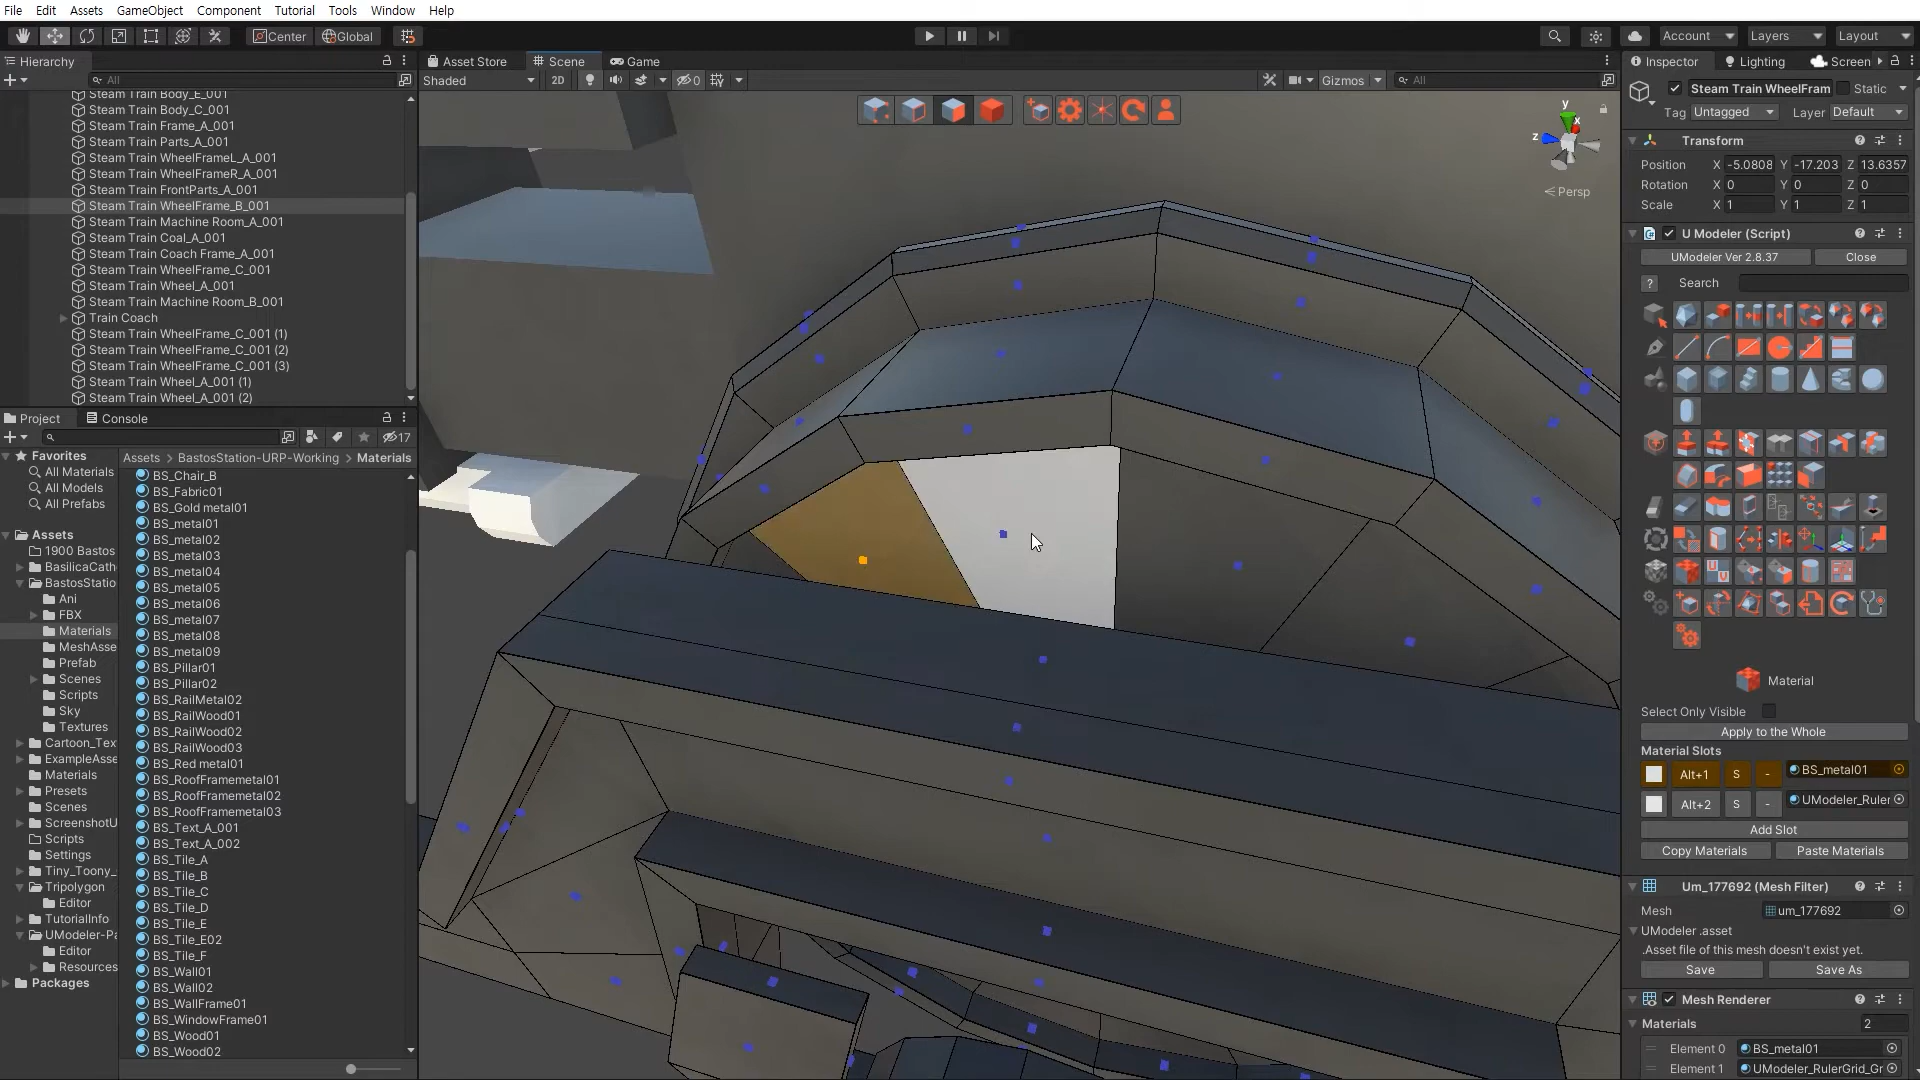 File Edit Assets GameObject Component Tutorial Tools Window Help
Center Global
Account Layers Layout
Hierarchy
All
Steam Train Body_E_001
Steam Train Body_C_001
Steam Train Frame_A_001
Steam Train Parts_A_001
Steam Train WheelFrameL_A_001
Steam Train WheelFrameR_A_001
Steam Train FrontParts_A_001
Steam Train WheelFrame_B_001
Steam Train Machine Room_A_001
Steam Train Coal_A_001
Steam Train Coach Frame_A_001
Steam Train WheelFrame_C_001
Steam Train Wheel_A_001
Steam Train Machine Room_B_001
Train Coach
Steam Train WheelFrame_C_001 (1)
Steam Train WheelFrame_C_001 (2)
Steam Train WheelFrame_C_001 (3)
Steam Train Wheel_A_001 (1)
Steam Train Wheel_A_001 (2)
Project Console
17
Favorites
All Materials
All Models
All Prefabs
Assets
1900 Bastos
BasilicaCath
BastosStatio
Ani
FBX
Materials
MeshAsse
Prefab
Scenes
Scripts
Sky
Textures
Cartoon_Tex
ExampleAsse
Materials
Presets
Scenes
ScreenshotU
Scripts
Settings
Tiny_Toony_
Tripolygon
Editor
TutorialInfo
UModeler-Pa
Editor
Resources
Packages
Assets > BastosStation-URP-Working > Materials
BS_Chair_B
BS_Fabric01
BS_Gold metal01
BS_metal01
BS_metal02
BS_metal03
BS_metal04
BS_metal05
BS_metal06
BS_metal07
BS_metal08
BS_metal09
BS_Pillar01
BS_Pillar02
BS_RailMetal02
BS_RailWood01
BS_RailWood02
BS_RailWood03
BS_Red metal01
BS_RoofFramemetal01
BS_RoofFramemetal02
BS_RoofFramemetal03
BS_Text_A_001
BS_Text_A_002
BS_Tile_A
BS_Tile_B
BS_Tile_C
BS_Tile_D
BS_Tile_E
BS_Tile_E02
BS_Tile_F
BS_Wall01
BS_Wall02
BS_WallFrame01
BS_WindowFrame01
BS_Wood01
BS_Wood02
Asset Store Scene Game
Shaded 2D 0 Gizmos All
y
x
z
Persp
Inspector Lighting Screen
Steam Train WheelFram Static
Tag Untagged Layer Default
Transform
Position X -5.0808 Y -17.203 Z 13.6357
Rotation X 0 Y 0 Z 0
Scale X 1 Y 1 Z 1
U Modeler (Script)
UModeler Ver 2.8.37 Close
? Search
Material
Select Only Visible
Apply to the Whole
Material Slots
Alt+1 S - BS_metal01
Alt+2 S - UModeler_Ruler
Add Slot
Copy Materials Paste Materials
Um_177692 (Mesh Filter)
Mesh um_177692
UModeler .asset
.Asset file of this mesh doesn't exist yet.
Save Save As
Mesh Renderer
Materials 2
Element 0 BS_metal01
Element 1 UModeler_RulerGrid_Gr